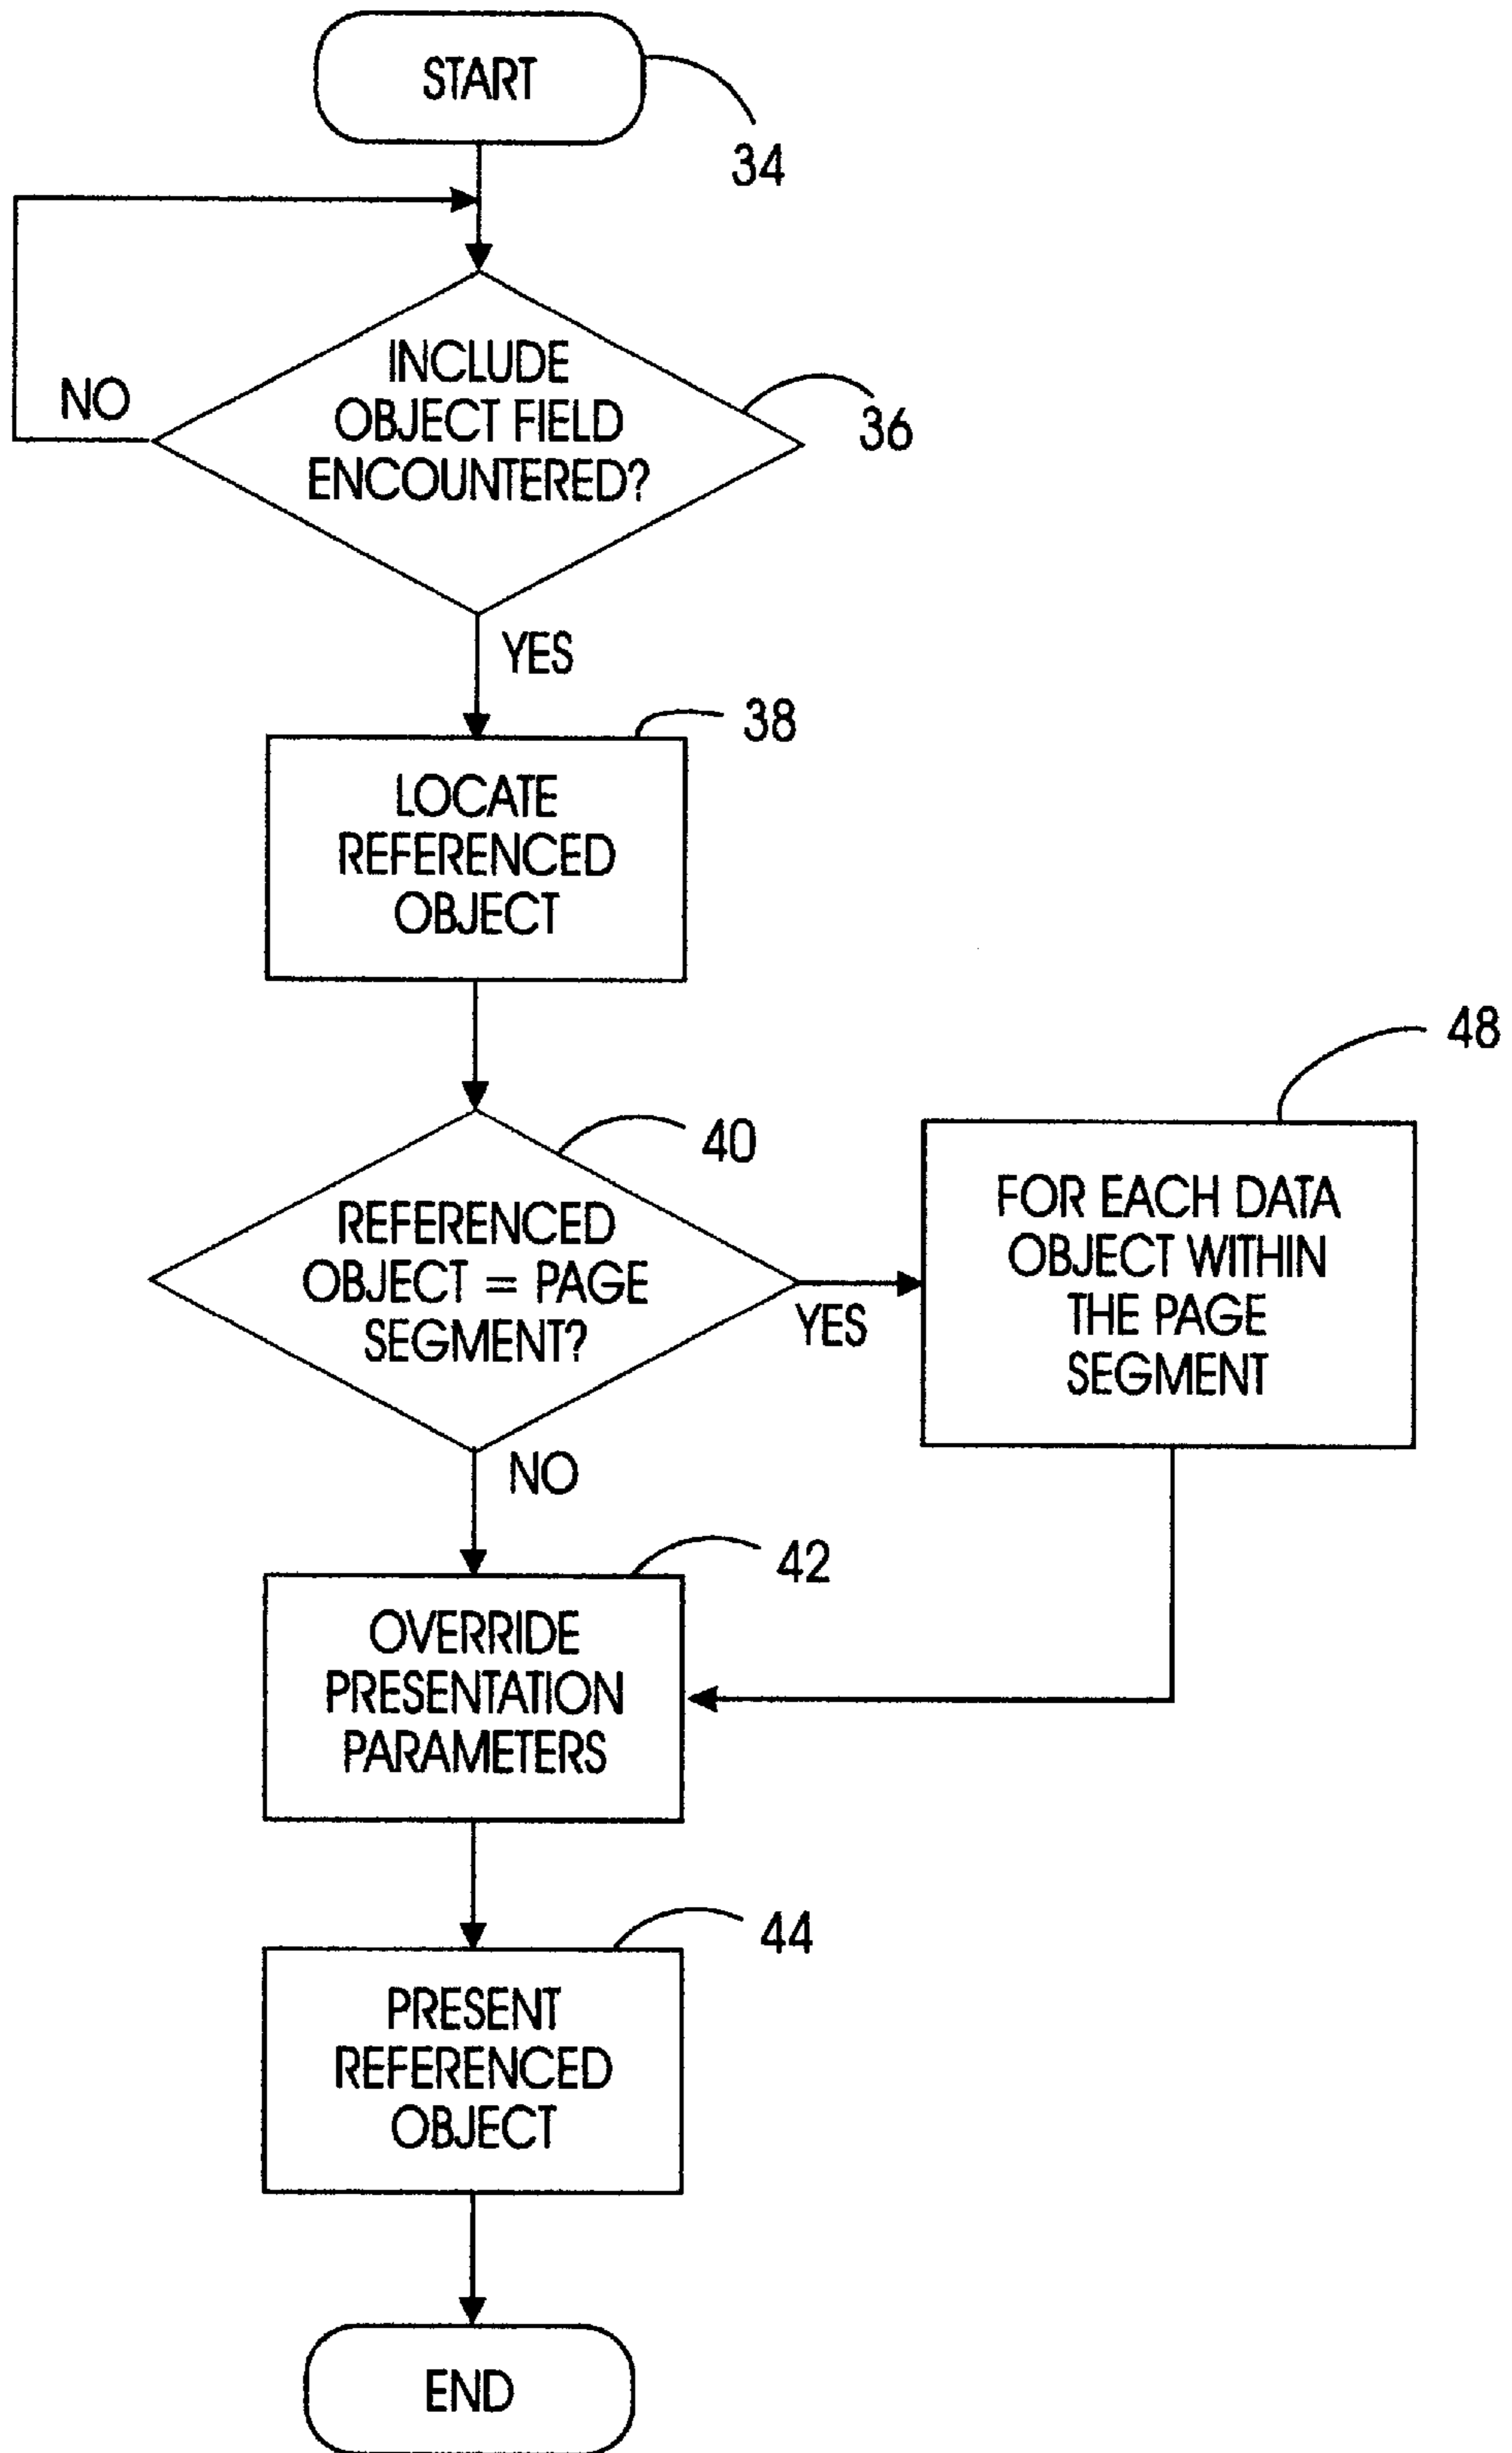 START
34
INCLUDE
OBJECT FIELD
ENCOUNTERED?
36
NO
YES
38
LOCATE
REFERENCED
OBJECT
40
REFERENCED
OBJECT = PAGE
SEGMENT?
YES
48
FOR EACH DATA
OBJECT WITHIN
THE PAGE
SEGMENT
NO
42
OVERRIDE
PRESENTATION
PARAMETERS
44
PRESENT
REFERENCED
OBJECT
END